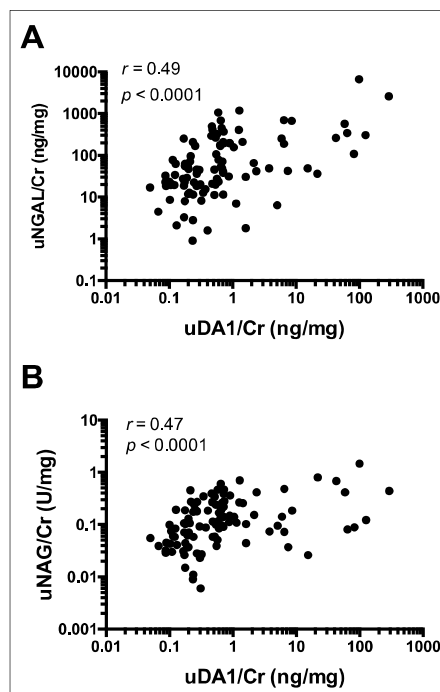 A
r = 0.49
p < 0.0001
uNGAL/Cr (ng/mg)
10000
1000
100
10
1
0.1
0.01 0.1 1 10 100 1000
uDA1/Cr (ng/mg)
B
r = 0.47
p < 0.0001
uNAG/Cr (U/mg)
10
1
0.1
0.01
0.001
0.01 0.1 1 10 100 1000
uDA1/Cr (ng/mg)